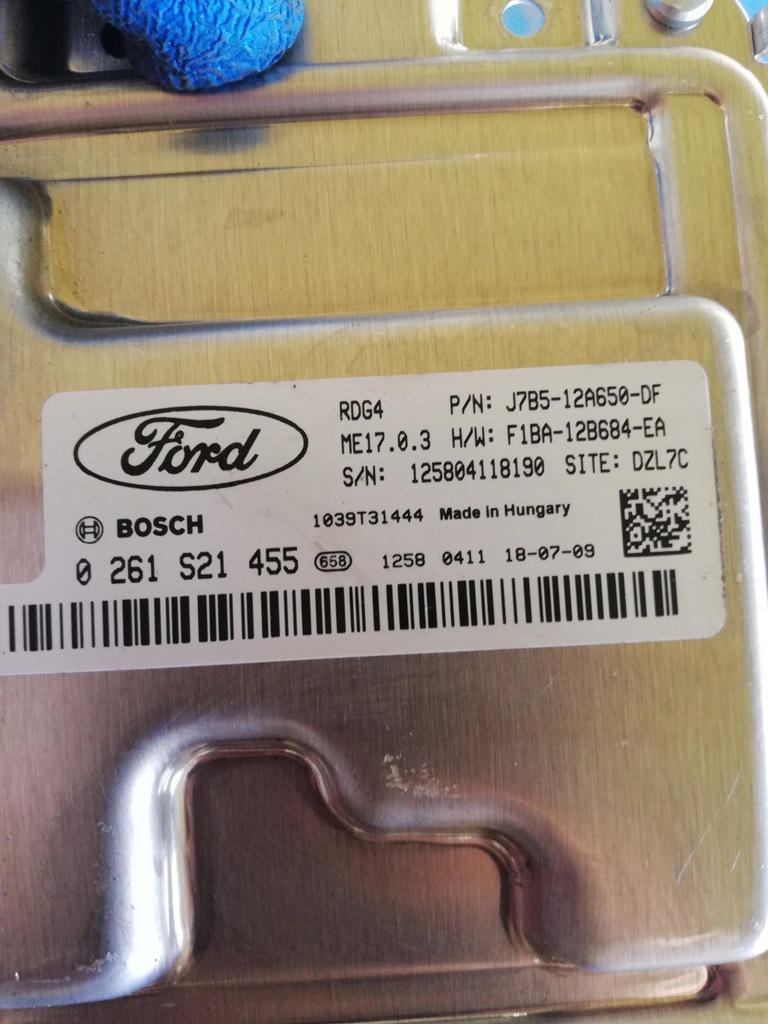 Ford
RDG4 P/N: J7B5-12A650-DF
ME17.0.3 H/W: F1BA-12B684-EA
S/N: 125804118190 SITE: DZL7C
BOSCH 1039T31444 Made in Hungary
0 261 S21 455 658 1258 0411 18-07-09